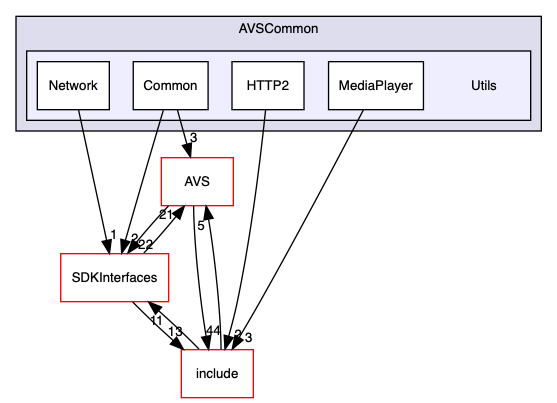 AVSCommon
Network
Common
HTTP2
MediaPlayer
Utils
3
AVS
21
5
1
2
22
SDKInterfaces
11
13
44
2
3
include